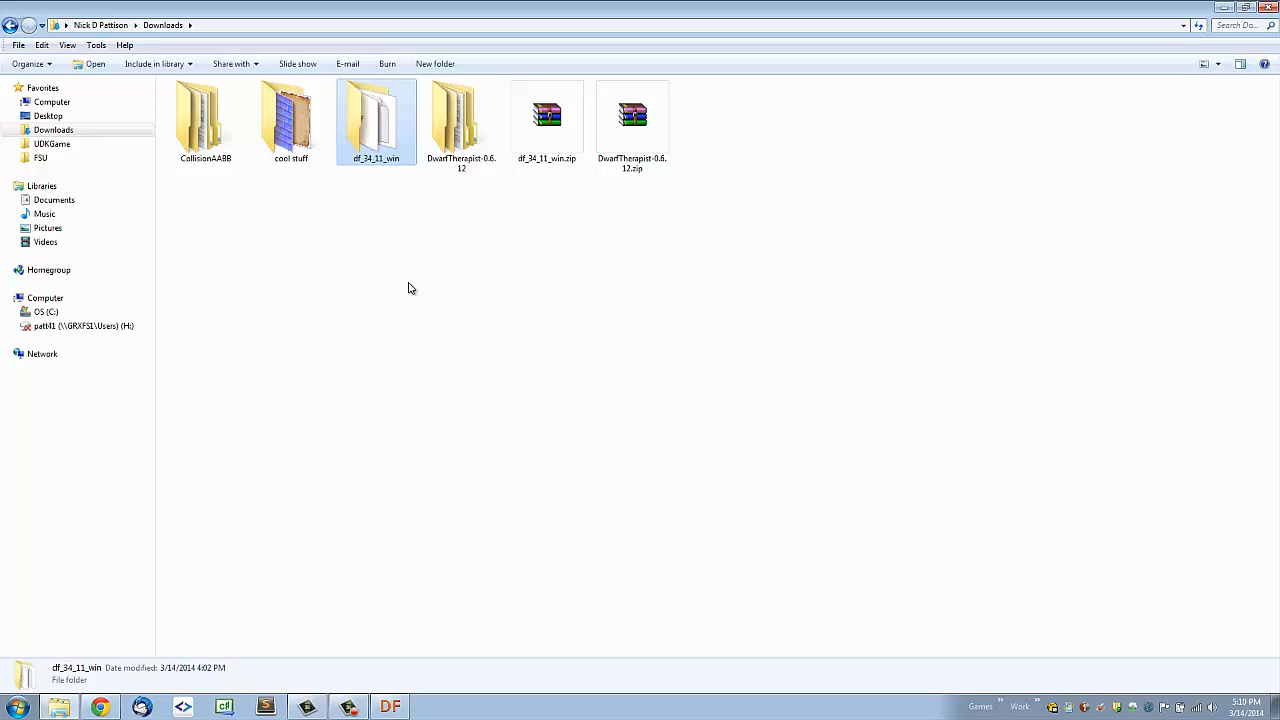 Nick D Pattison Downloads Search Do...
File Edit View Tools Help
Organize Open Include in library Share with Slide show E-mail Burn New folder
Favorites
Computer
Desktop
Downloads
UDKGame
FSU
Libraries
Documents
Music
Pictures
Videos
Homegroup
Computer
OS (C:)
patt41 (\\GRXFS1\Users) (H:)
Network
CollisionAABB
cool stuff
df_34_11_win
DwarfTherapist-0.6.
12
df_34_11_win.zip
DwarfTherapist-0.6.
12.zip
df_34_11_win Date modified: 3/14/2014 4:02 PM
File folder
c#
S
DF
Games » Work »
5:10 PM
3/14/2014